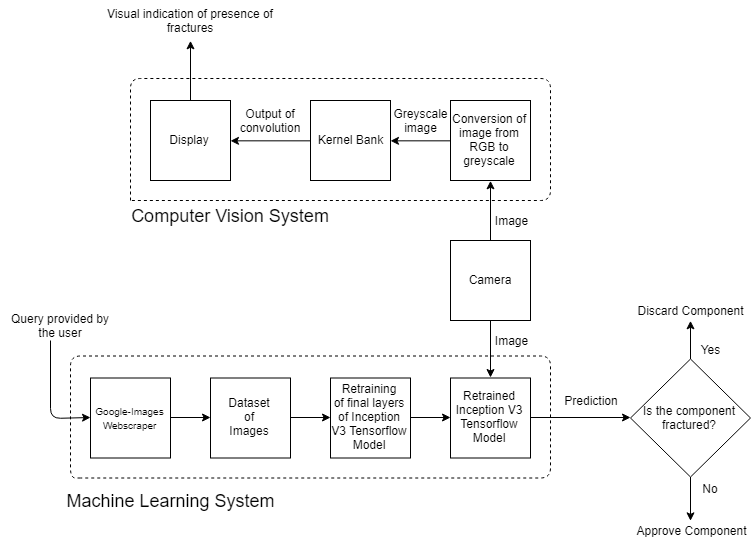 Visual indication of presence of
fractures
Display
Output of
convolution
Kernel Bank
Greyscale
image
Conversion of
image from
RGB to
greyscale
Computer Vision System
Image
Camera
Image
Query provided by
the user
Google-Images
Webscraper
Dataset
of
Images
Retraining
of final layers
of Inception
V3 Tensorflow
Model
Retrained
Inception V3
Tensorflow
Model
Prediction
Is the component
fractured?
Discard Component
Yes
No
Approve Component
Machine Learning System